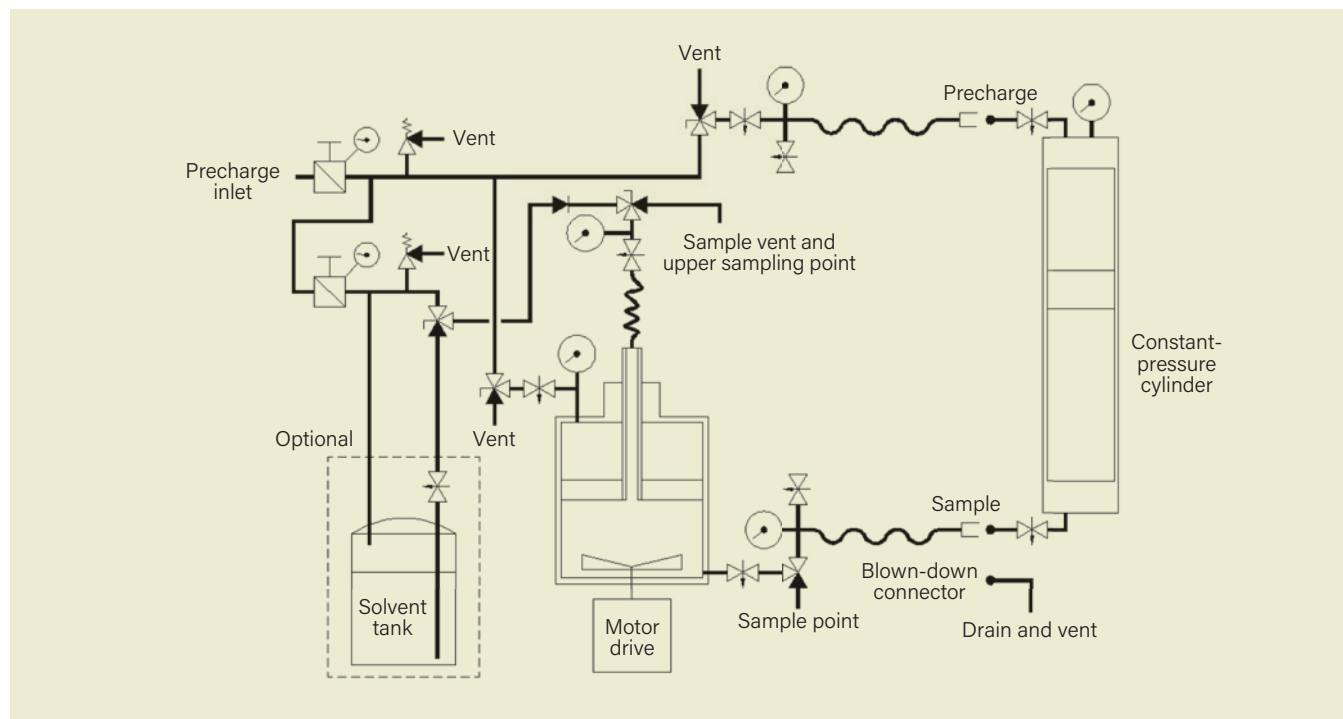 Vent
Precharge
Vent
Precharge
inlet
Sample vent and
upper sampling point
Vent
Constant-
pressure
cylinder
Optional
Vent
Sample
Blown-down
connector
Solvent
tank
Motor
drive
Sample point
Drain and vent